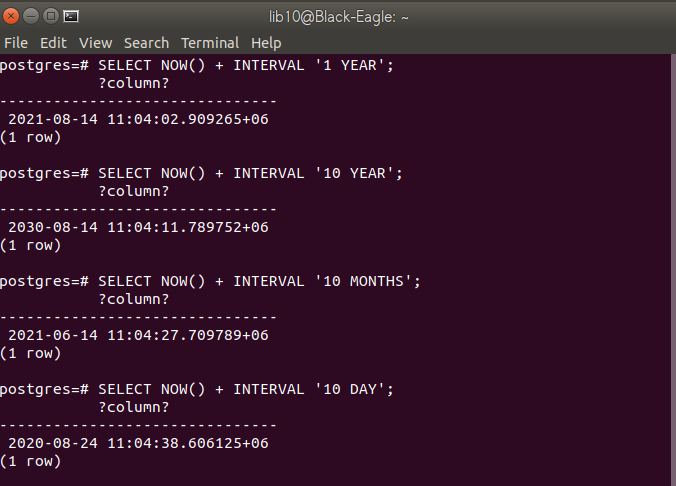 lib10@Black-Eagle: ~
File Edit View Search Terminal Help
postgres=# SELECT NOW() + INTERVAL '1 YEAR';
?column?
-------------------------------
2021-08-14 11:04:02.909265+06
(1 row)
postgres=# SELECT NOW() + INTERVAL '10 YEAR';
?column?
-------------------------------
2030-08-14 11:04:11.789752+06
(1 row)
postgres=# SELECT NOW() + INTERVAL '10 MONTHS';
?column?
-------------------------------
2021-06-14 11:04:27.709789+06
(1 row)
postgres=# SELECT NOW() + INTERVAL '10 DAY';
?column?
-------------------------------
2020-08-24 11:04:38.606125+06
(1 row)